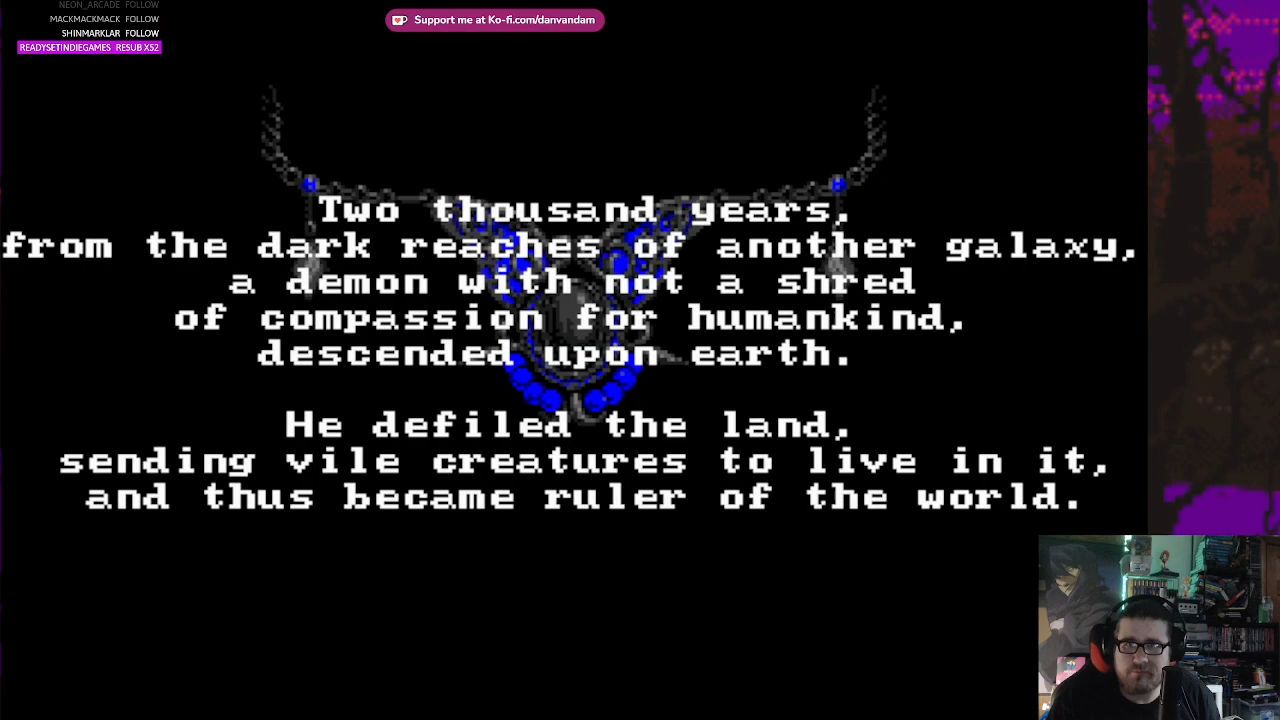 NEON_ARCADE FOLLOW
MACKMACKMACK FOLLOW
SHINMARKLAR FOLLOW
READYSETINDIEGAMES RESUB X52
Support me at Ko-fi.com/danvandam
Two thousand years,
from the dark reaches of another galaxy,
a demon with not a shred
of compassion for humankind,
descended upon earth.
He defiled the land,
sending vile creatures to live in it,
and thus became ruler of the world.